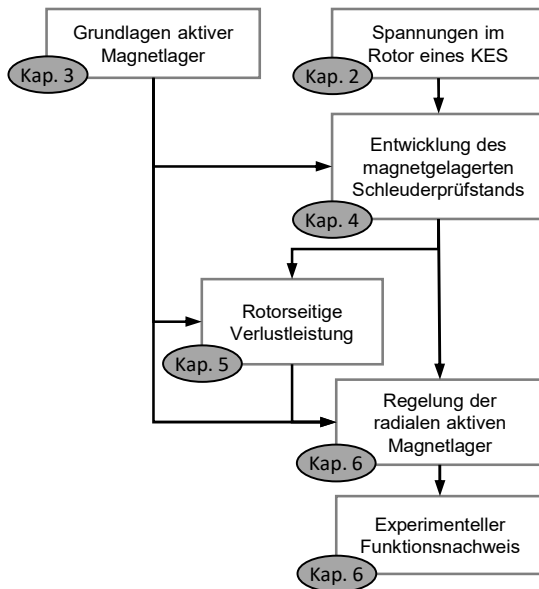 Grundlagen aktiver
Magnetlager
Kap. 3
Spannungen im
Rotor eines KES
Kap. 2
Entwicklung des
magnetgelagerten
Schleuderprüfstands
Kap. 4
Rotorseitige
Verlustleistung
Kap. 5
Regelung der
radialen aktiven
Magnetlager
Kap. 6
Experimenteller
Funktionsnachweis
Kap. 6